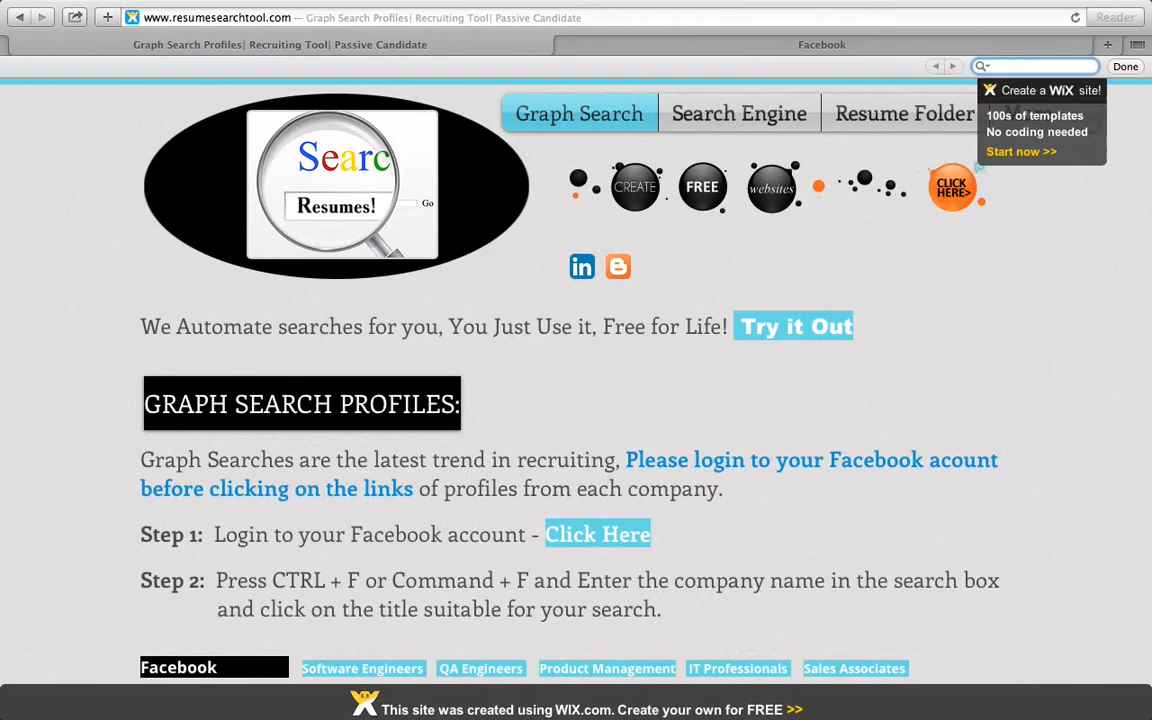 www.resumesearchtool.com — Graph Search Profiles| Recruiting Tool| Passive Candidate
Reader
Graph Search Profiles| Recruiting Tool| Passive Candidate
Facebook
Done
Create a WiX site!
100s of templates
No coding needed
Start now >>
Graph Search
Search Engine
Resume Folder
More
Searc
Resumes!
Go
CREATE
FREE
websites
CLICK
HERE>
in
We Automate searches for you, You Just Use it, Free for Life! Try it Out
GRAPH SEARCH PROFILES:
Graph Searches are the latest trend in recruiting, Please login to your Facebook acount
before clicking on the links of profiles from each company.
Step 1: Login to your Facebook account - Click Here
Step 2: Press CTRL + F or Command + F and Enter the company name in the search box
and click on the title suitable for your search.
Facebook Software Engineers QA Engineers Product Management IT Professionals Sales Associates
This site was created using WIX.com. Create your own for FREE >>